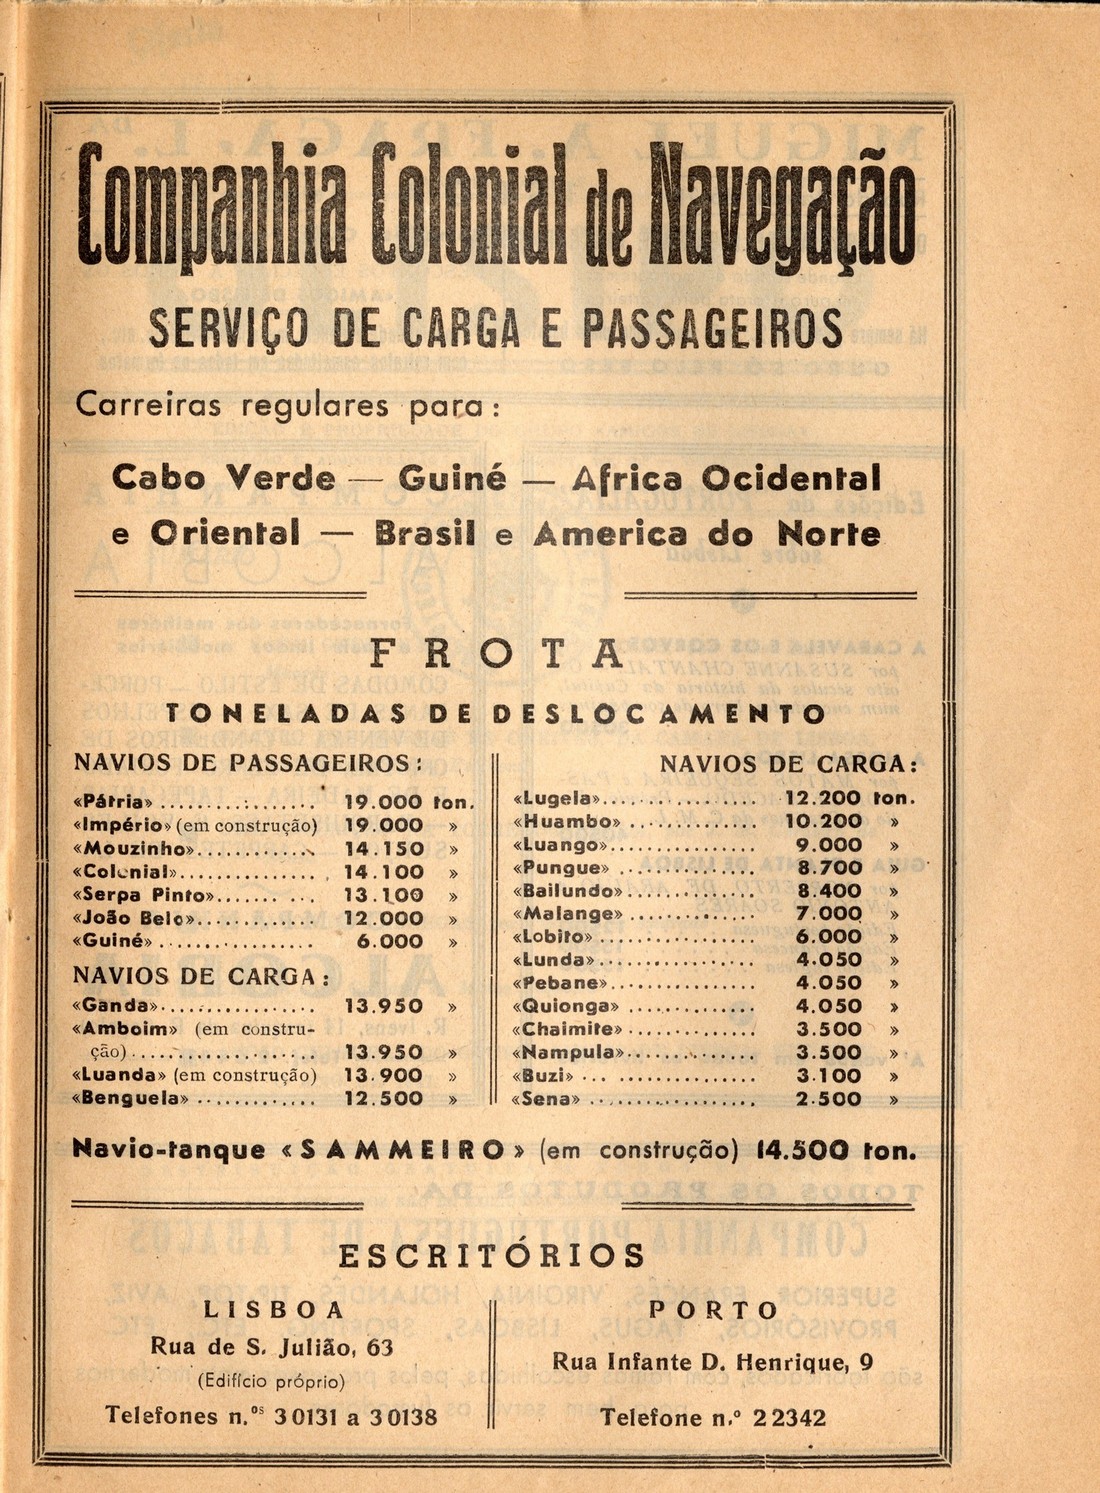 Companhia Colonial de Navegação
SERVIÇO DE CARGA E PASSAGEIROS
Carreiras regulares para:
Cabo Verde — Guiné — Africa Ocidental
e Oriental — Brasil e America do Norte
FROTA
TONELADAS DE DESLOCAMENTO
NAVIOS DE PASSAGEIROS:
«Pátria» ................ 19.000 ton.
«Império» (em construção) 19.000 »
«Mouzinho» ............ 14.150 »
«Colonial» .............. 14.100 »
«Serpa Pinto» ....... ... 13.100 »
«João Belo» ............ 12.000 »
«Guiné» ................ 6.000 »
NAVIOS DE CARGA:
«Ganda» ................ 13.950 »
«Amboim» (em constru-
ção) ................... 13.950 »
«Luanda» (em construção) 13.900 »
«Benguela» ............ 12.500 »
NAVIOS DE CARGA:
«Lugela» ................ 12.200 ton.
«Huambo» ............. 10.200 »
«Luango» ............... 9.000 »
«Pungue» .............. 8.700 »
«Bailundo» ............. 8.400 »
«Malange» ............. 7.000 »
«Lobito» ................ 6.000 »
«Lunda» ................ 4.050 »
«Pebane» ............... 4.050 »
«Quionga» ............. 4.050 »
«Chaimite» ............. 3.500 »
«Nampula» ............. 3.500 »
«Buzi» ... ............... 3.100 »
«Sena» .................. 2.500 »
Navio-tanque «SAMMEIRO» (em construção) 14.500 ton.
ESCRITÓRIOS
LISBOA
Rua de S. Julião, 63
(Edifício próprio)
Telefones n.ºs 30131 a 30138
PORTO
Rua Infante D. Henrique, 9
Telefone n.º 22342